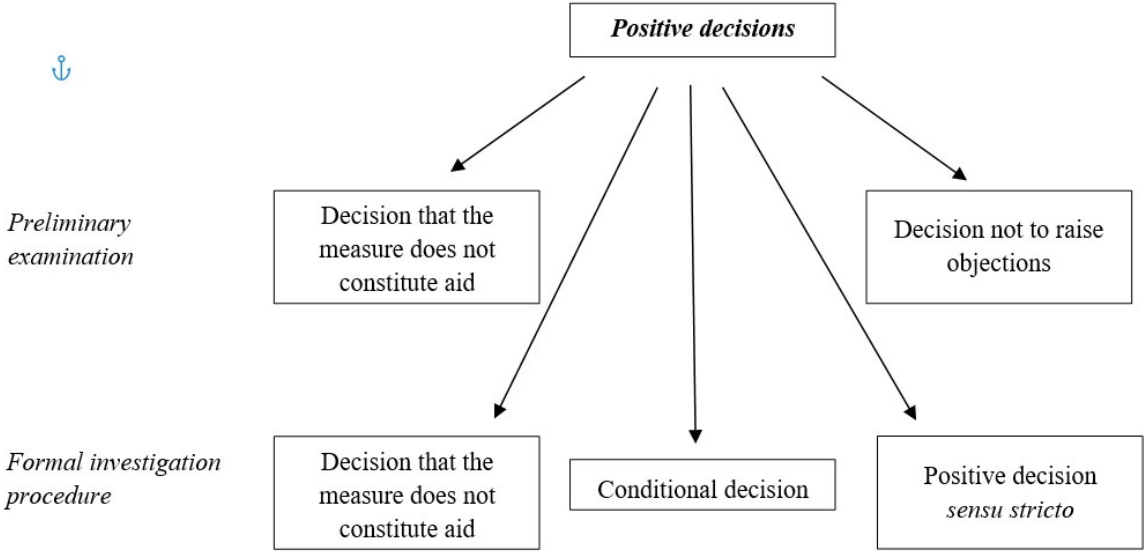 Positive decisions
Preliminary
examination
Decision that the
measure does not
constitute aid
Decision not to raise
objections
Formal investigation
procedure
Decision that the
measure does not
constitute aid
Conditional decision
Positive decision
sensu stricto